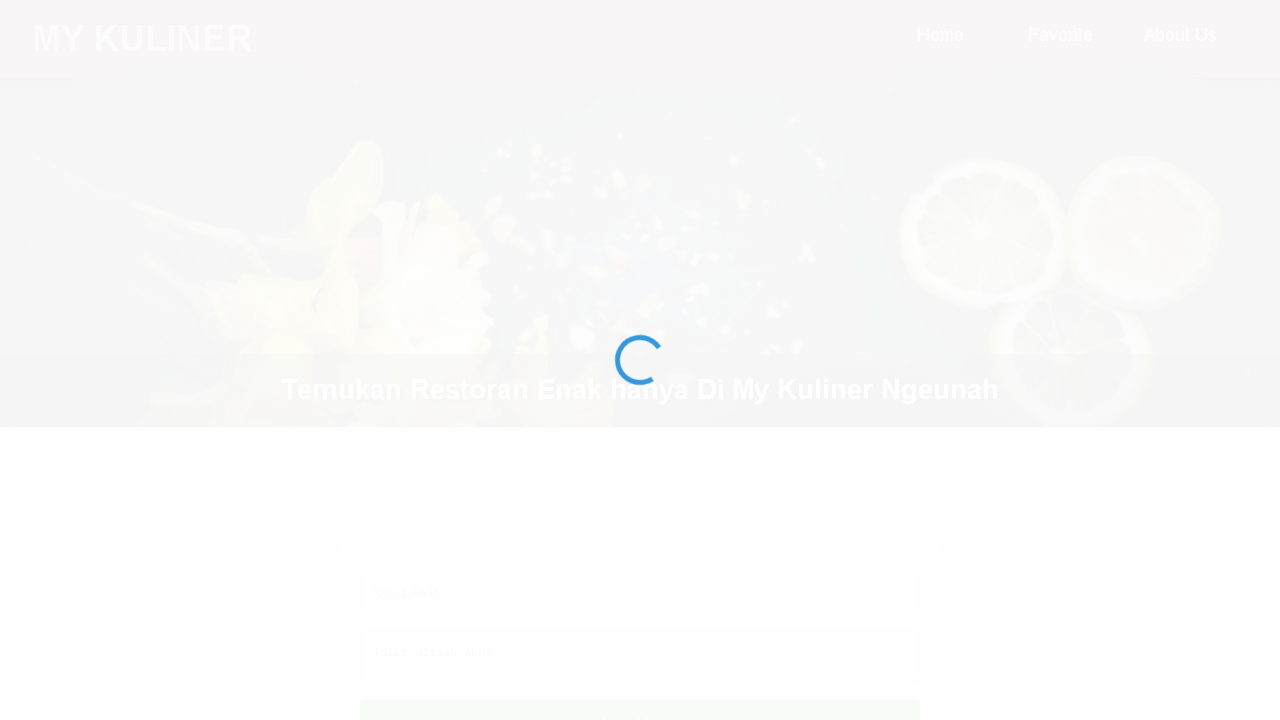 MY KULINER
Home
Favorite
About Us
Temukan Restoran Enak hanya Di My Kuliner Ngeunah
Nama Anda
Tulis Ulasan Anda